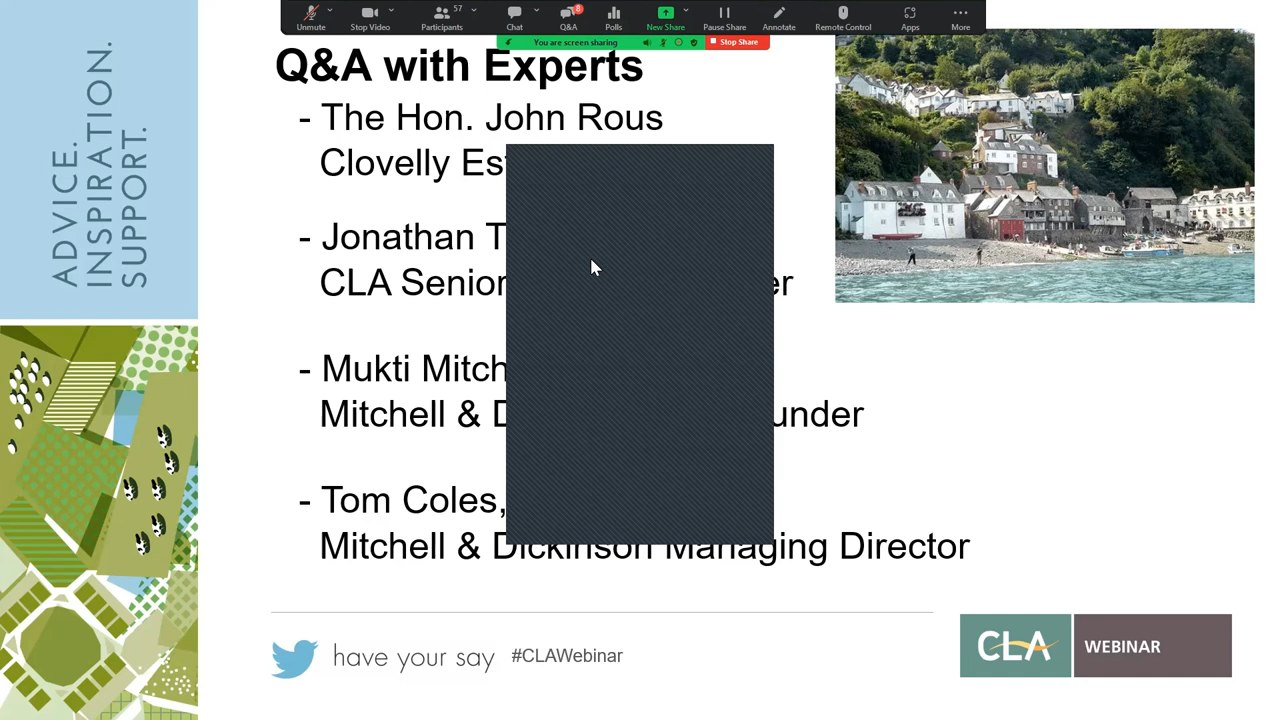 Unmute Stop Video Participants 57 Chat Q&A 8 Polls New Share Pause Share Annotate Remote Control Apps More
You are screen sharing Stop Share
ADVICE.
INSPIRATION.
SUPPORT.
Q&A with Experts
- The Hon. John Rous
Clovelly Es
- Jonathan T
CLA Senior er
- Mukti Mitch
Mitchell & D under
- Tom Coles,
Mitchell & Dickinson Managing Director
have your say #CLAWebinar
CLA WEBINAR